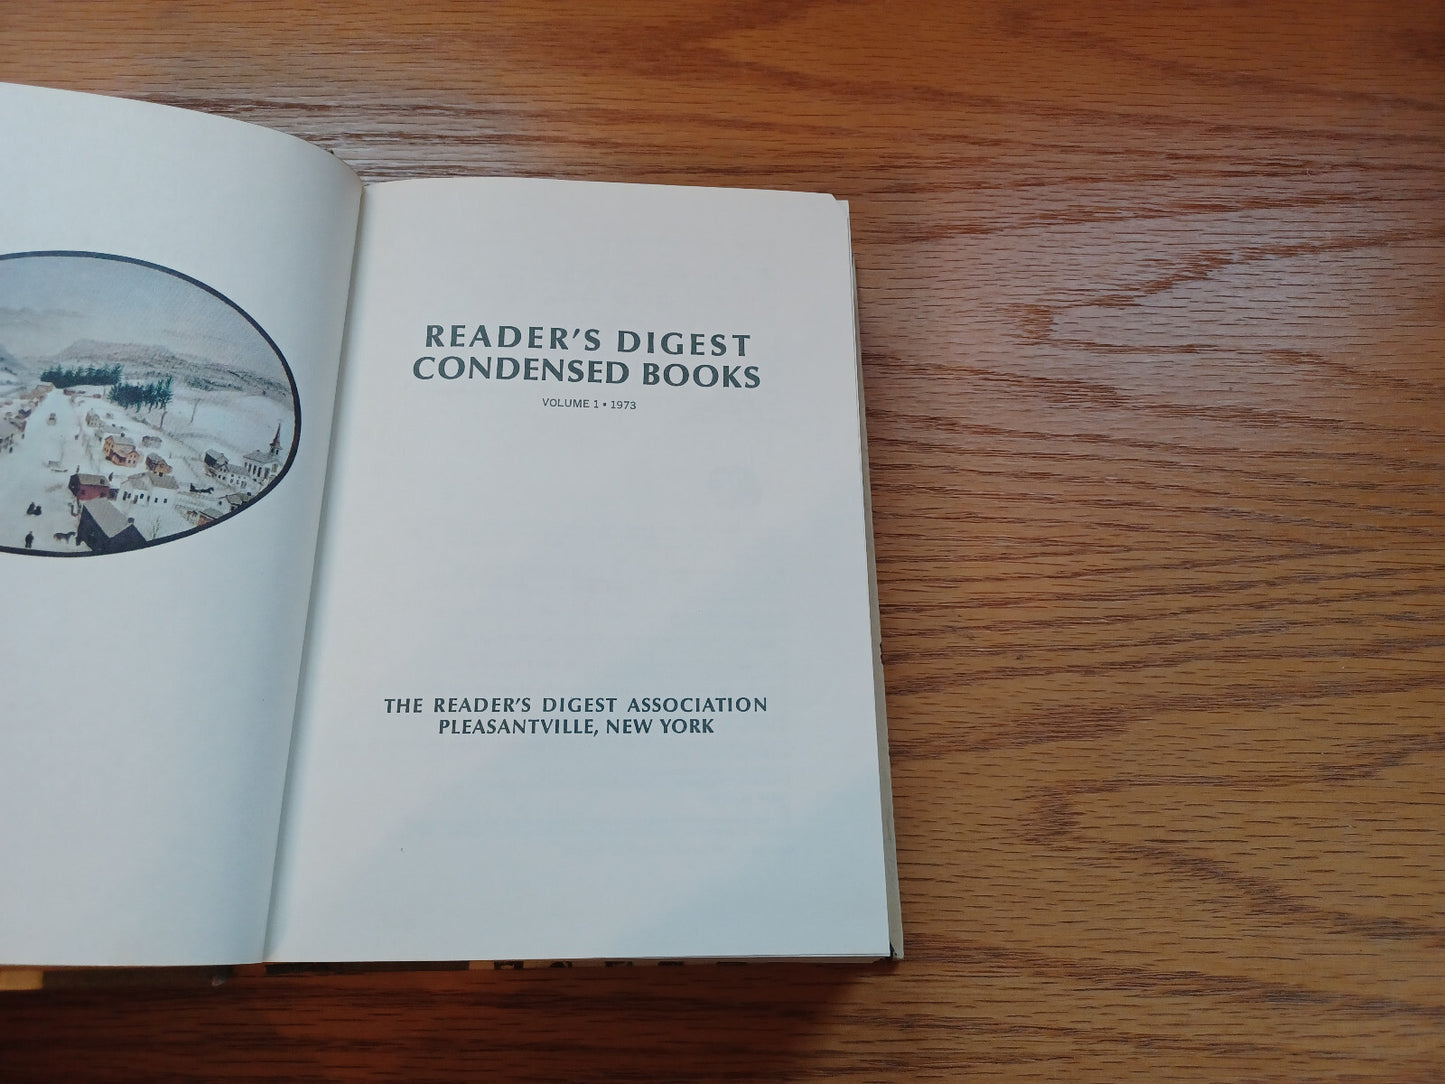 READER'S DIGEST
CONDENSED BOOKS
VOLUME 1 • 1973
THE READER'S DIGEST ASSOCIATION
PLEASANTVILLE, NEW YORK